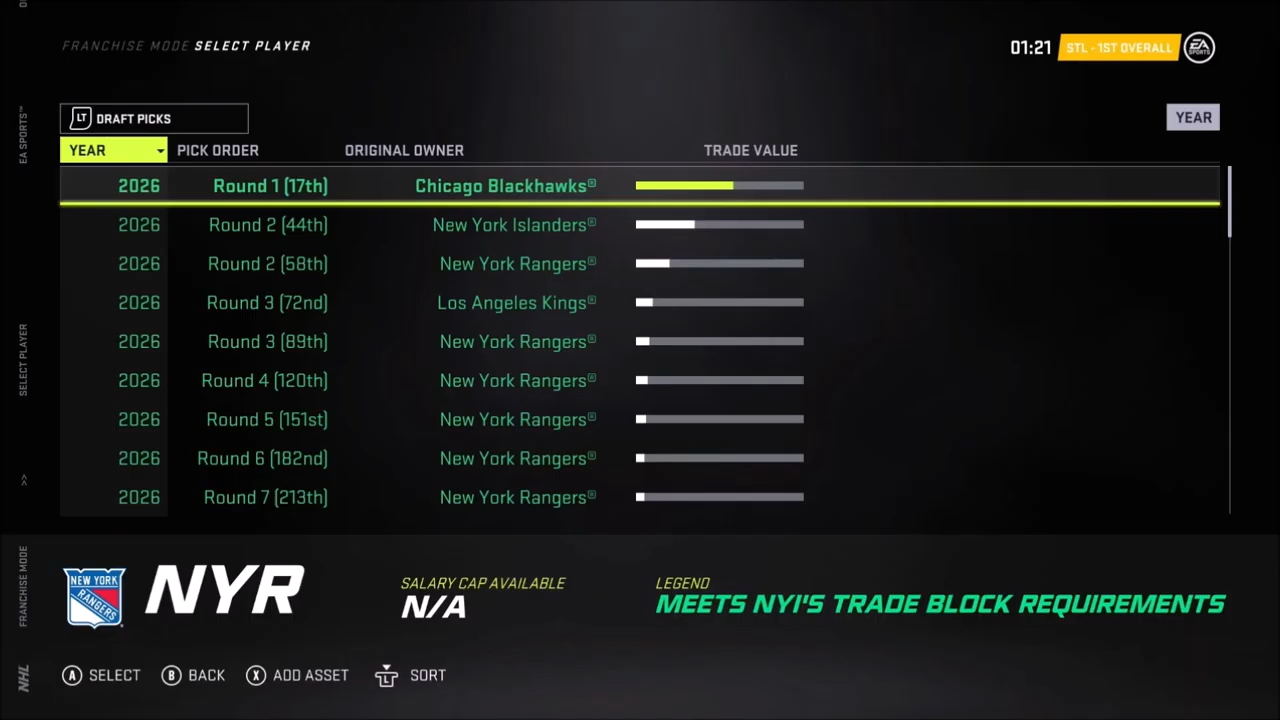 FRANCHISE MODE SELECT PLAYER
01:21 STL - 1ST OVERALL EA SPORTS
EA SPORTS™
SELECT PLAYER
>>
FRANCHISE MODE
NHL
LT DRAFT PICKS
YEAR
YEAR PICK ORDER ORIGINAL OWNER TRADE VALUE
2026 Round 1 (17th) Chicago Blackhawks®
2026 Round 2 (44th) New York Islanders®
2026 Round 2 (58th) New York Rangers®
2026 Round 3 (72nd) Los Angeles Kings®
2026 Round 3 (89th) New York Rangers®
2026 Round 4 (120th) New York Rangers®
2026 Round 5 (151st) New York Rangers®
2026 Round 6 (182nd) New York Rangers®
2026 Round 7 (213th) New York Rangers®
NEW YORK RANGERS
NYR
SALARY CAP AVAILABLE
N/A
LEGEND
MEETS NYI'S TRADE BLOCK REQUIREMENTS
A SELECT B BACK X ADD ASSET L SORT